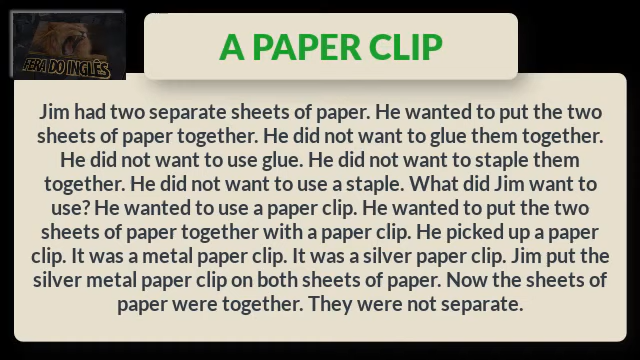 FERA DO INGLÊS
A PAPER CLIP
Jim had two separate sheets of paper. He wanted to put the two
sheets of paper together. He did not want to glue them together.
He did not want to use glue. He did not want to staple them
together. He did not want to use a staple. What did Jim want to
use? He wanted to use a paper clip. He wanted to put the two
sheets of paper together with a paper clip. He picked up a paper
clip. It was a metal paper clip. It was a silver paper clip. Jim put the
silver metal paper clip on both sheets of paper. Now the sheets of
paper were together. They were not separate.